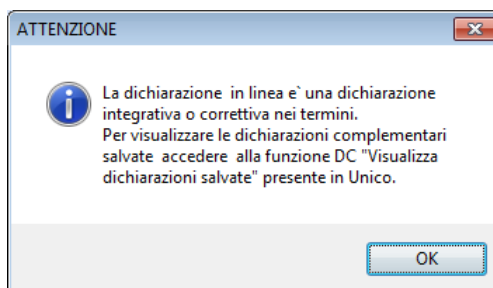 ATTENZIONE
La dichiarazione in linea e` una dichiarazione
integrativa o correttiva nei termini.
Per visualizzare le dichiarazioni complementari
salvate accedere alla funzione DC "Visualizza
dichiarazioni salvate" presente in Unico.
OK